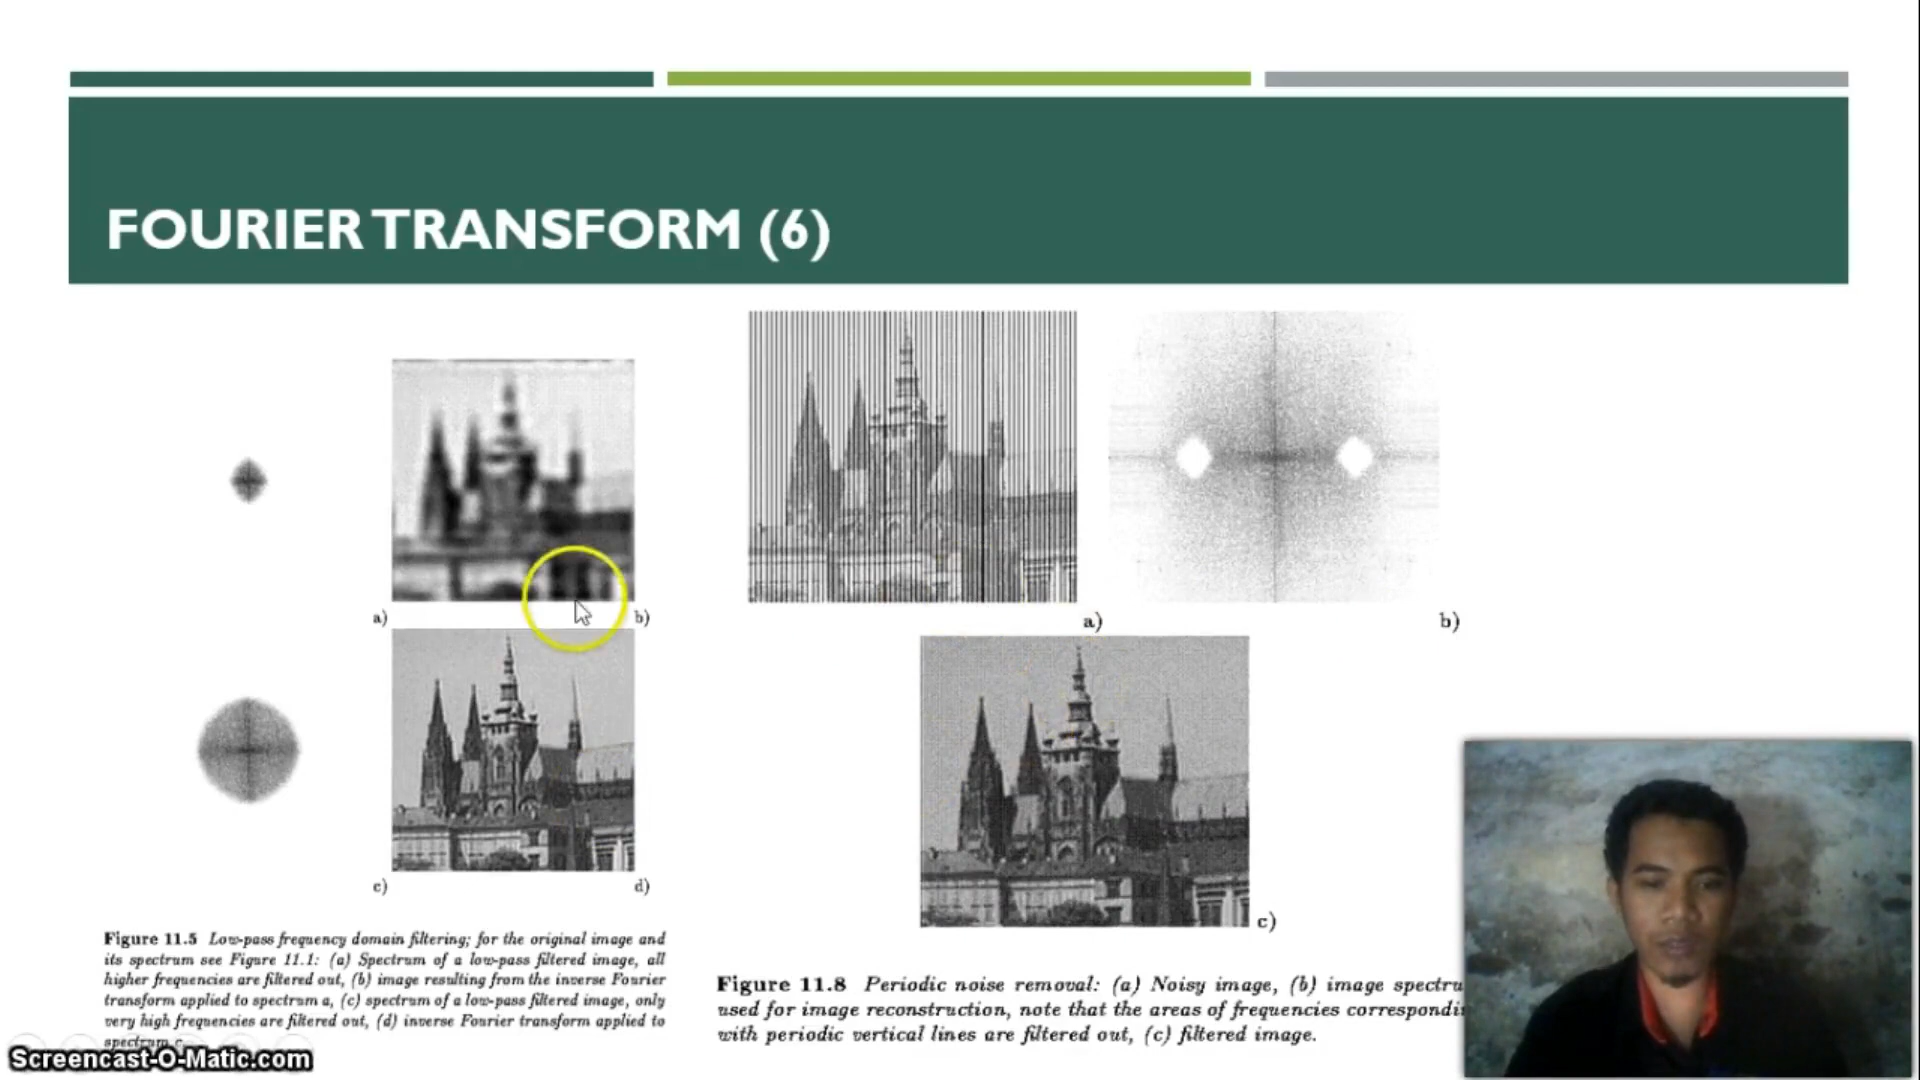 FOURIER TRANSFORM (6)
a)
b)
c)
d)
Figure 11.5 Low-pass frequency domain filtering; for the original image and
its spectrum see Figure 11.1: (a) Spectrum of a low-pass filtered image, all
higher frequencies are filtered out, (b) image resulting from the inverse Fourier
transform applied to spectrum a, (c) spectrum of a low-pass filtered image, only
very high frequencies are filtered out, (d) inverse Fourier transform applied to
spectrum c.
a)
b)
c)
Figure 11.8 Periodic noise removal: (a) Noisy image, (b) image spectru
used for image reconstruction, note that the areas of frequencies correspondi
with periodic vertical lines are filtered out, (c) filtered image.
Screencast-O-Matic.com